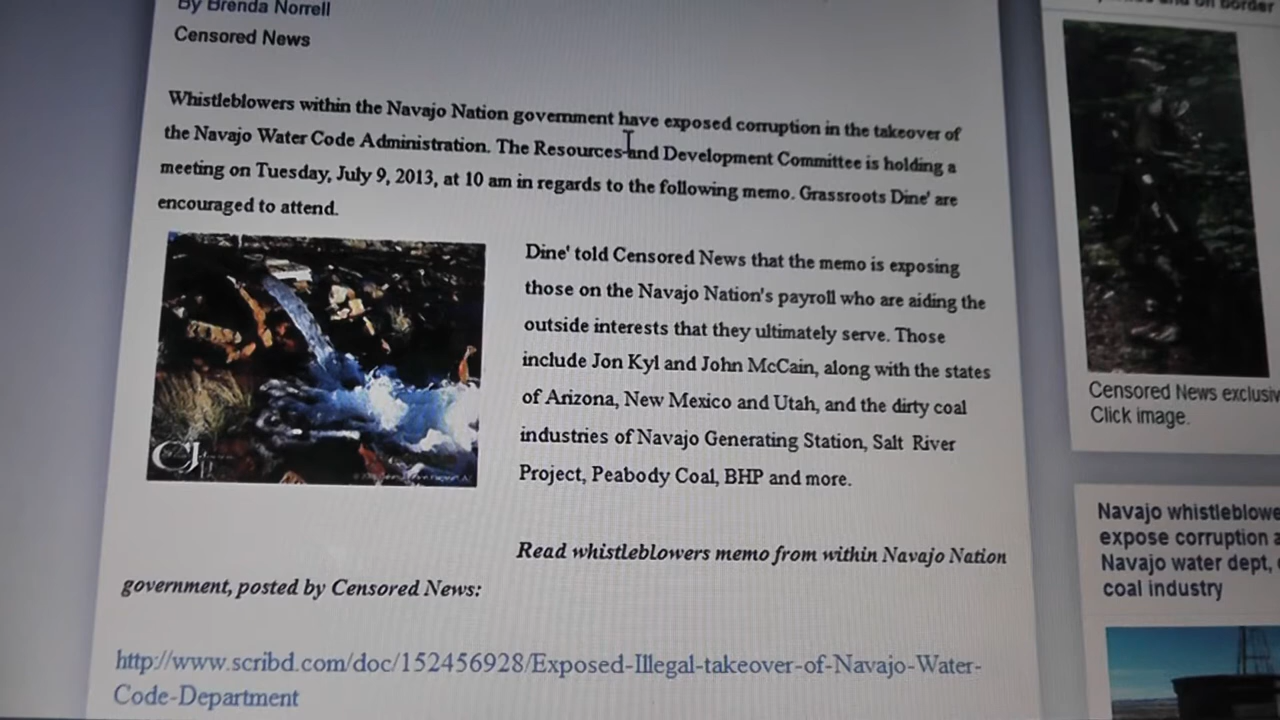 By Brenda Norrell
Censored News
Whistleblowers within the Navajo Nation government have exposed corruption in the takeover of
the Navajo Water Code Administration. The Resources and Development Committee is holding a
meeting on Tuesday, July 9, 2013, at 10 am in regards to the following memo. Grassroots Dine' are
encouraged to attend.
Dine' told Censored News that the memo is exposing
those on the Navajo Nation's payroll who are aiding the
outside interests that they ultimately serve. Those
include Jon Kyl and John McCain, along with the states
of Arizona, New Mexico and Utah, and the dirty coal
industries of Navajo Generating Station, Salt River
Project, Peabody Coal, BHP and more.
Read whistleblowers memo from within Navajo Nation
government, posted by Censored News:
http://www.scribd.com/doc/152456928/Exposed-Illegal-takeover-of-Navajo-Water-
Code-Department
CJ
and on border
Censored News exclusiv
Click image.
Navajo whistleblowe
expose corruption a
Navajo water dept,
coal industry